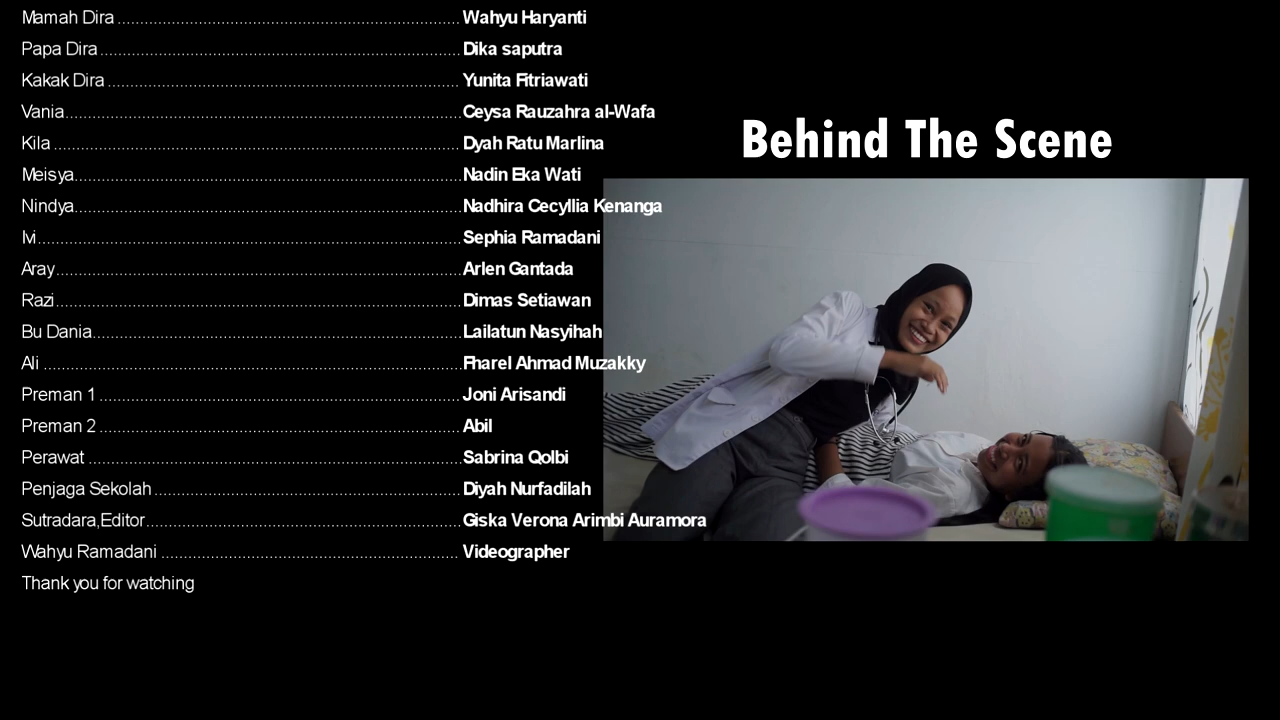 Mamah Dira ........................................................................ Wahyu Haryanti
Papa Dira ........................................................................ Dika saputra
Kakak Dira ........................................................................ Yunita Fitriawati
Vania ........................................................................ Ceysa Rauzahra al-Wafa
Kila ........................................................................ Dyah Ratu Marlina
Meisya ........................................................................ Nadin Eka Wati
Nindya ........................................................................ Nadhira Cecyllia Kenanga
Ivi ........................................................................ Sephia Ramadani
Aray ........................................................................ Arlen Gantada
Razi ........................................................................ Dimas Setiawan
Bu Dania ........................................................................ Lailatun Nasyihah
Ali ........................................................................ Fharel Ahmad Muzakky
Preman 1 ........................................................................ Joni Arisandi
Preman 2 ........................................................................ Abil
Perawat ........................................................................ Sabrina Qolbi
Penjaga Sekolah ........................................................................ Diyah Nurfadilah
Sutradara,Editor ........................................................................ Giska Verona Arimbi Auramora
Wahyu Ramadani ........................................................................ Videographer
Thank you for watching
Behind The Scene